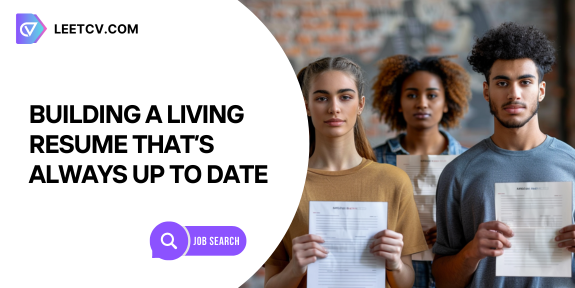 LEETCV.COM
BUILDING A LIVING
RESUME THAT'S
ALWAYS UP TO DATE
JOB SEARCH